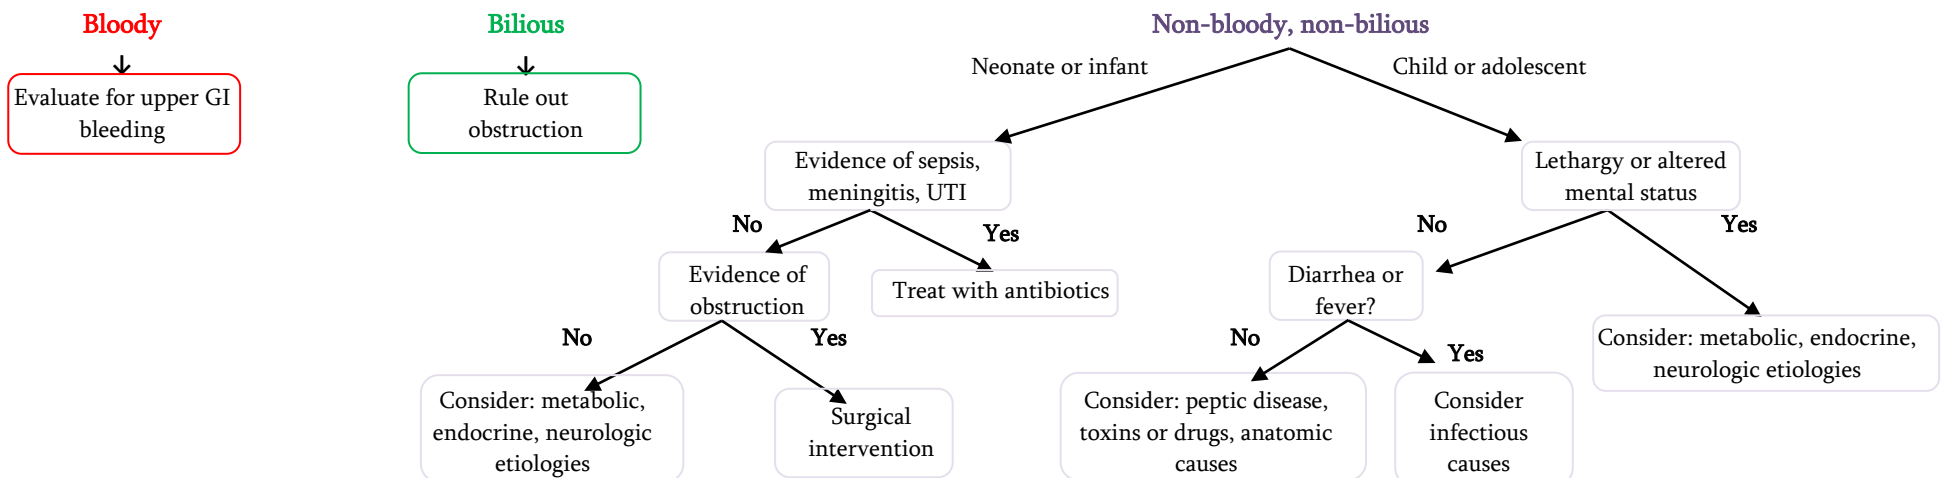 Bloody
Evaluate for upper GI
bleeding
Bilious
Rule out
obstruction
Non-bloody, non-bilious
Neonate or infant
Child or adolescent
Evidence of sepsis,
meningitis, UTI
No
Yes
Evidence of
obstruction
Treat with antibiotics
No
Yes
Consider: metabolic,
endocrine, neurologic
etiologies
Surgical
intervention
Lethargy or altered
mental status
No
Yes
Diarrhea or
fever?
Consider: metabolic, endocrine,
neurologic etiologies
No
Yes
Consider: peptic disease,
toxins or drugs, anatomic
causes
Consider
infectious
causes